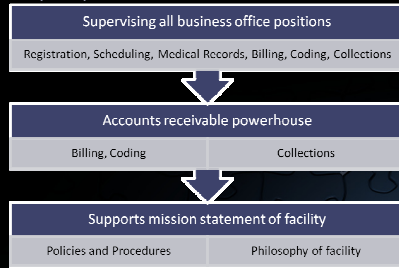 Supervising all business office positions
Registration, Scheduling, Medical Records, Billing, Coding, Collections
Accounts receivable powerhouse
Billing, Coding
Collections
Supports mission statement of facility
Policies and Procedures
Philosophy of facility